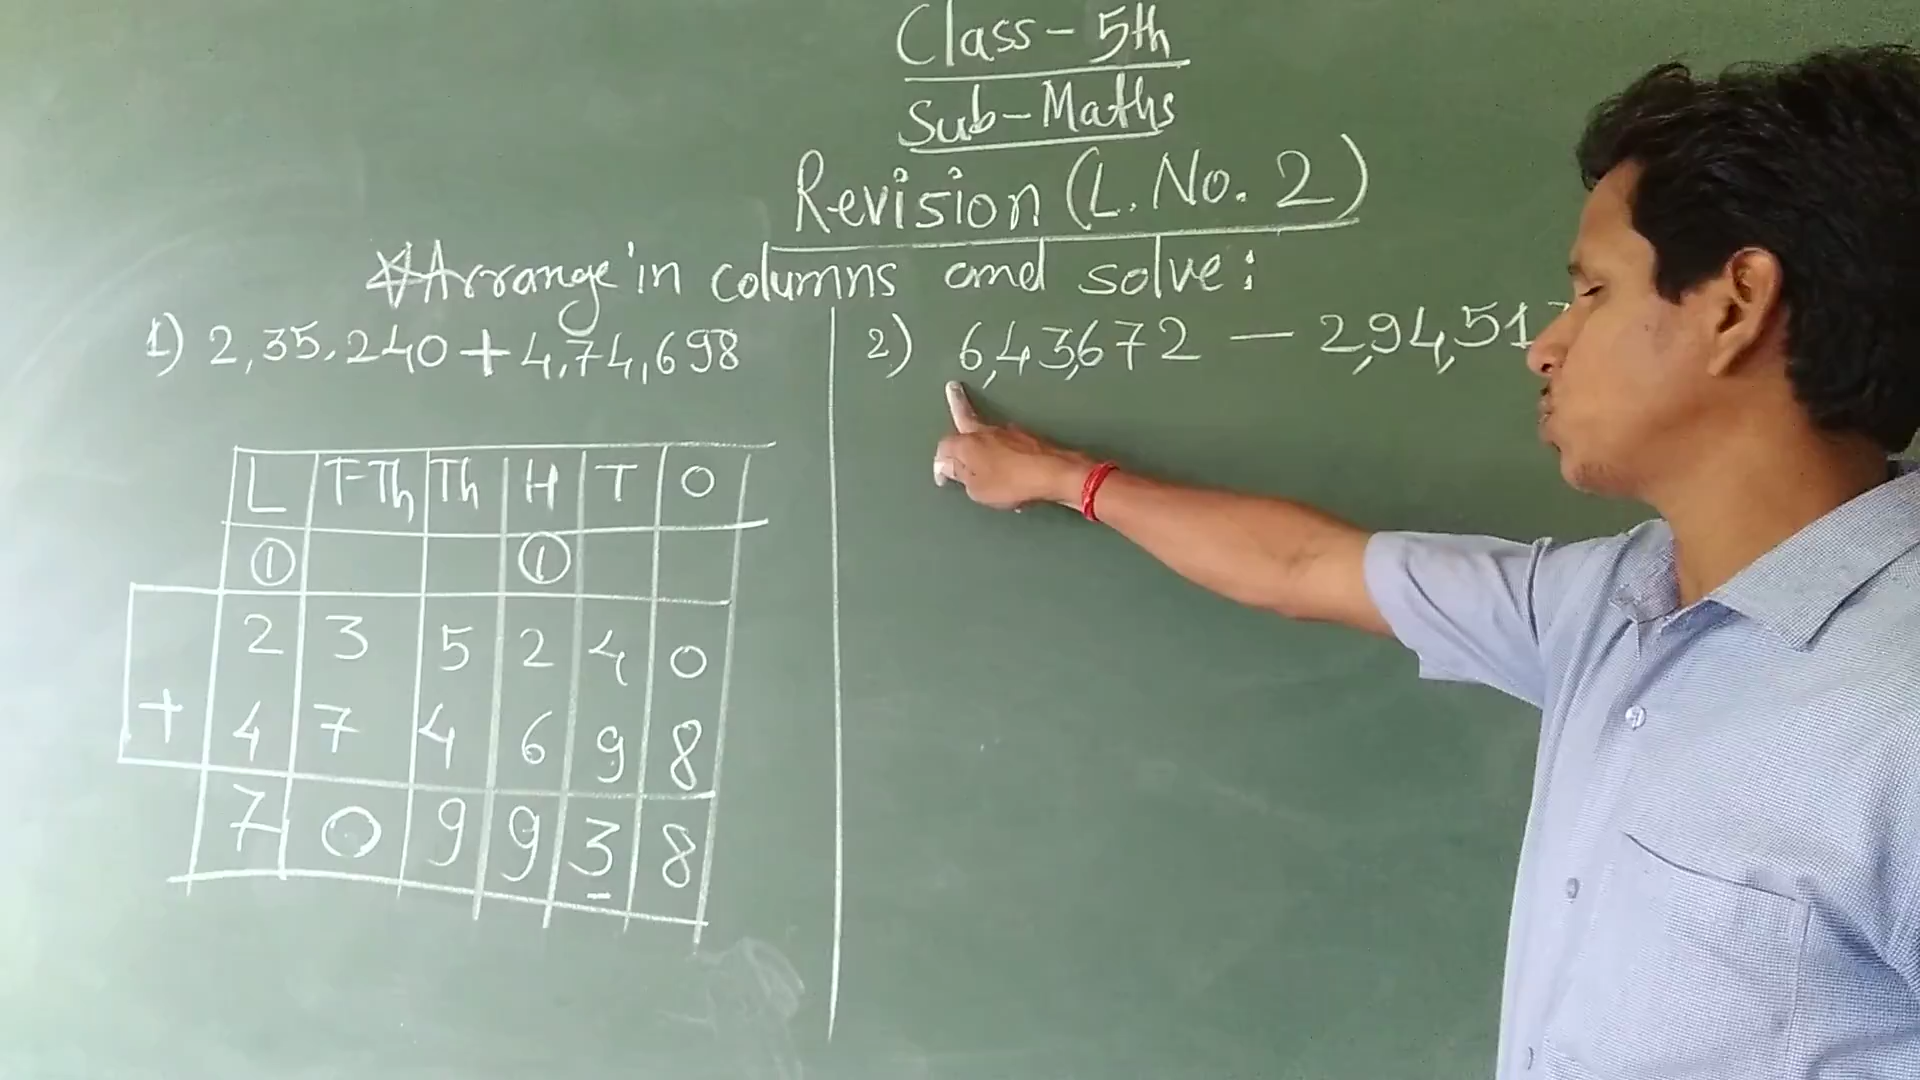 Class - 5th
Sub - Maths
Revision (L. No. 2)
Arrange in columns and solve:
1) 2,35,240 + 4,74,698
2) 6,43,672 - 2,94,51
L T-Th Th H T O
1 1
2 3 5 2 4 0
+ 4 7 4 6 9 8
7 0 9 9 3 8